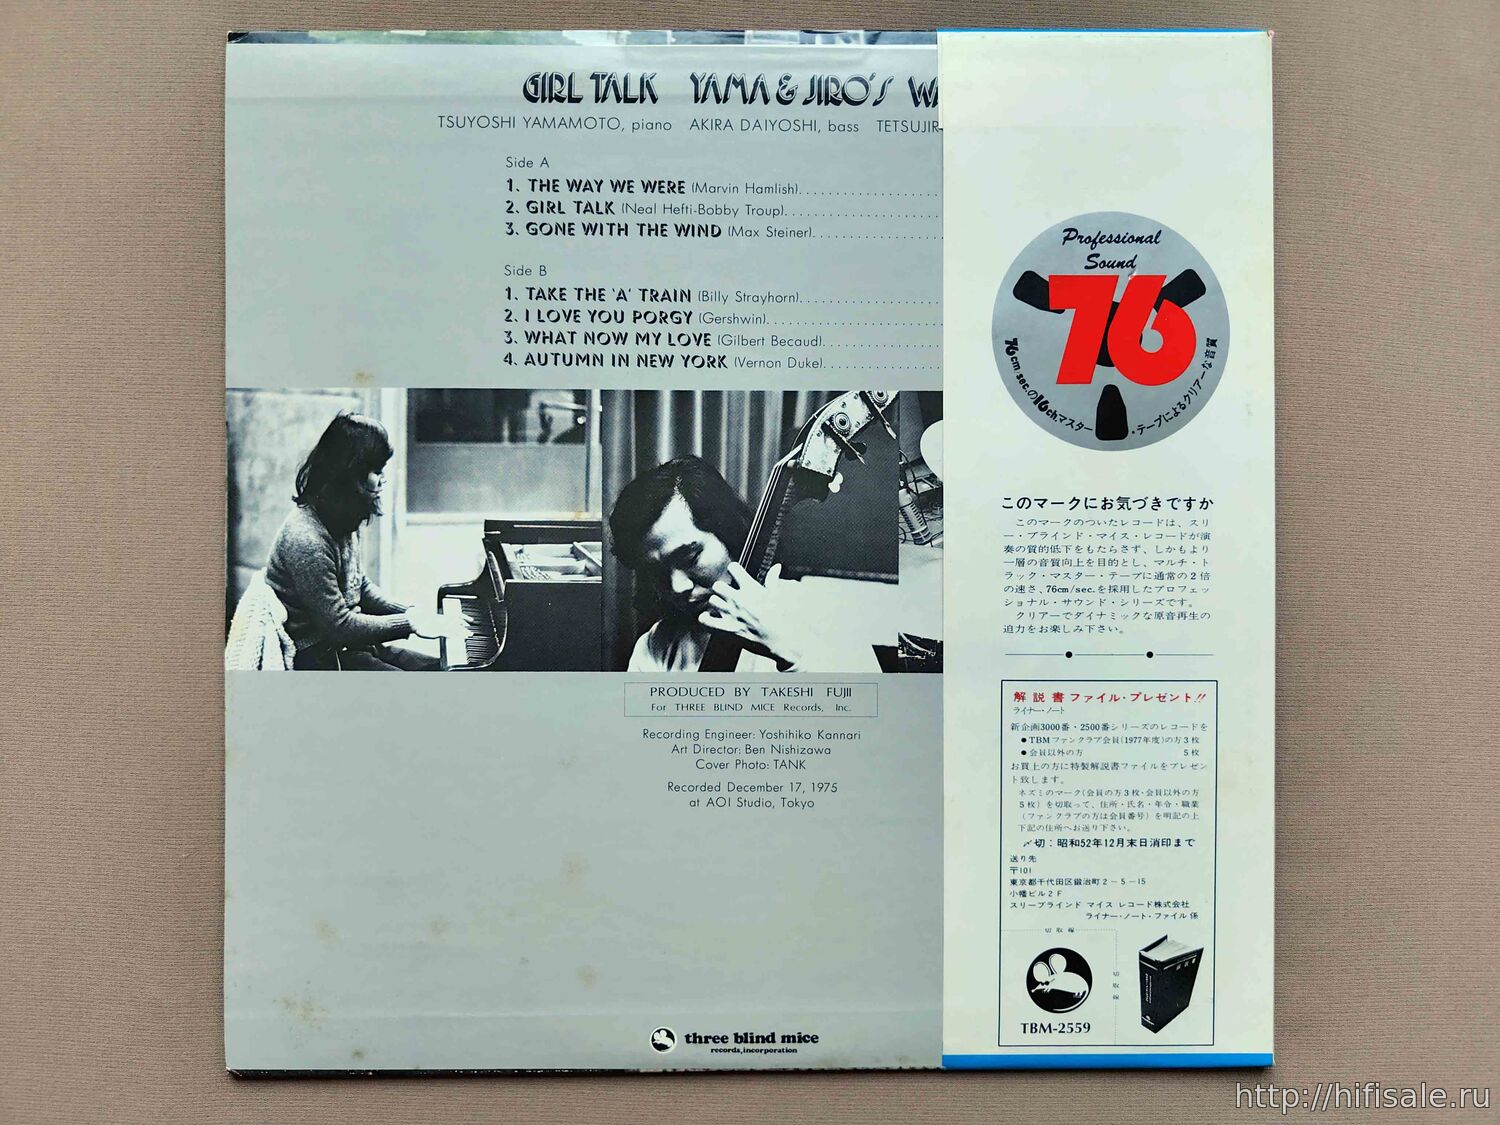 GIRL TALK YAMA & JIRO'S WA
TSUYOSHI YAMAMOTO, piano AKIRA DAIYOSHI, bass TETSUJIR
Side A
1. THE WAY WE WERE (Marvin Hamlish)
2. GIRL TALK (Neal Hefti-Bobby Troup)
3. GONE WITH THE WIND (Max Steiner)
Side B
1. TAKE THE 'A' TRAIN (Billy Strayhorn)
2. I LOVE YOU PORGY (Gershwin)
3. WHAT NOW MY LOVE (Gilbert Becaud)
4. AUTUMN IN NEW YORK (Vernon Duke)
PRODUCED BY TAKESHI FUJII
For THREE BLIND MICE Records, Inc.
Recording Engineer: Yoshihiko Kannari
Art Director: Ben Nishizawa
Cover Photo: TANK
Recorded December 17, 1975
at AOI Studio, Tokyo
three blind mice
records, incorporation
Professional
Sound
76
76cm/sec.の16chマスター・テープによるクリアーな音質
このマークにお気づきですか
このマークのついたレコードは、スリ
ー・ブラインド・マイス・レコードが演
奏の質的低下をもたらさず、しかもより
一層の音質向上を目的とし、マルチ・ト
ラック・マスター・テープに通常の2倍
の速さ、76cm/sec.を採用したプロフェッ
ショナル・サウンド・シリーズです。
クリアーでダイナミックな原音再生の
迫力をお楽しみ下さい。
解説書ファイル・プレゼント!!
ライナー・ノート
新企画3000番・2500番シリーズのレコードを
●TBMファンクラブ会員(1977年度)の方3枚
●会員以外の方 5枚
お買上の方に特製解説書ファイルをプレゼン
ト致します。
ネズミのマーク(会員の方3枚・会員以外の方
5枚)を切取って、住所・氏名・年令・職業
(ファンクラブの方は会員番号)を明記の上
下記の住所へお送り下さい。
〆切：昭和52年12月末日消印まで
送り先
〒101
東京都千代田区鍛治町2-5-15
小幡ビル2F
スリーブラインド マイス レコード株式会社
ライナー・ノート・ファイル係
切取線
切取線
TBM-2559
http://hifisale.ru